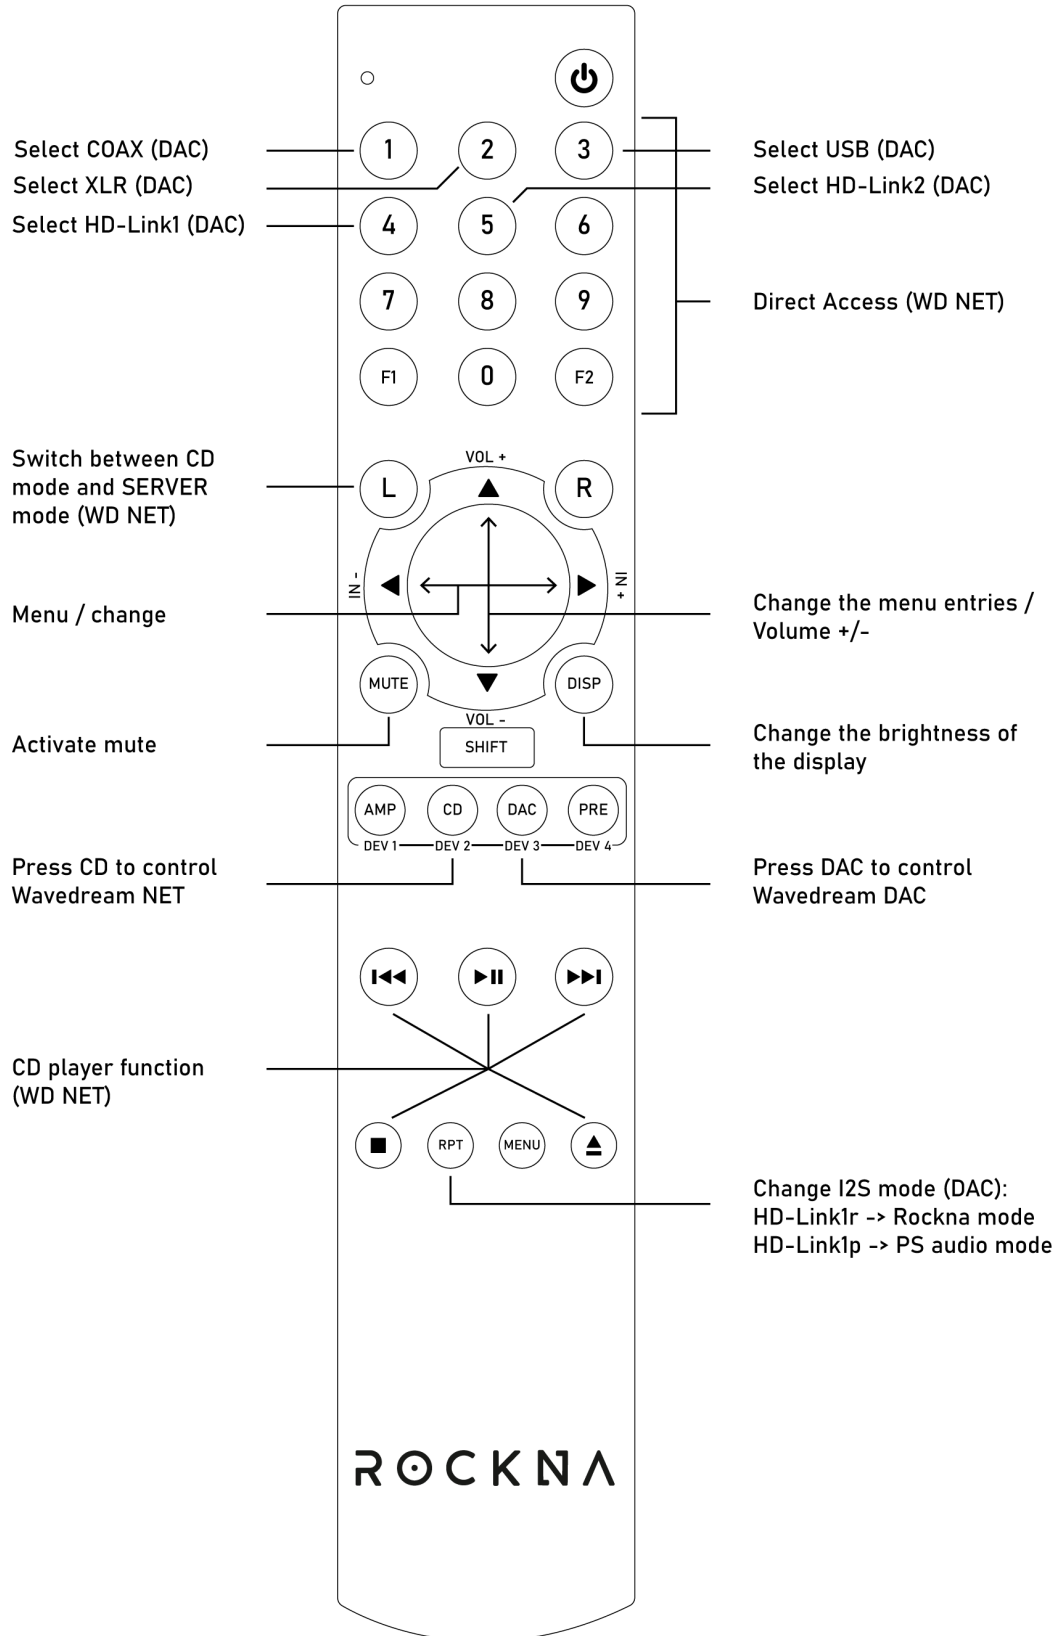 Select COAX (DAC)
Select XLR (DAC)
Select HD-Link1 (DAC)
1
2
3
4
5
6
7
8
9
F1
0
F2
Select USB (DAC)
Select HD-Link2 (DAC)
Direct Access (WD NET)
Switch between CD
mode and SERVER
mode (WD NET)
L
VOL +
R
IN -
IN +
Menu / change
Change the menu entries /
Volume +/-
MUTE
DISP
VOL -
Activate mute
SHIFT
Change the brightness of
the display
AMP
CD
DAC
PRE
DEV 1
DEV 2
DEV 3
DEV 4
Press CD to control
Wavedream NET
Press DAC to control
Wavedream DAC
CD player function
(WD NET)
RPT
MENU
Change I2S mode (DAC):
HD-Link1r -> Rockna mode
HD-Link1p -> PS audio mode
ROCKNA